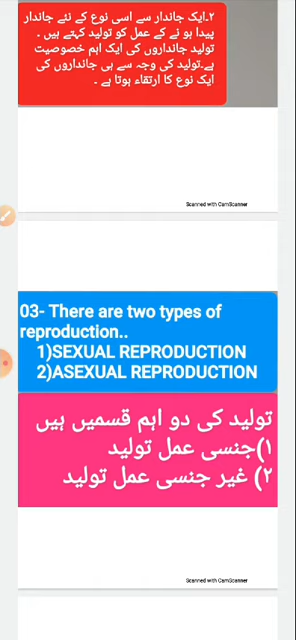 ۲۔ایک جاندار سے اسی نوع کے نئے جاندار
پیدا ہو نے کے عمل کو تولید کہتے ہیں ۔
تولید جانداروں کی ایک اہم خصوصیت
ہے۔تولید کی وجہ سے ہی جانداروں کی
ایک نوع کا ارتقاء ہوتا ہے ۔
Scanned with CamScanner
03- There are two types of
reproduction..
1)SEXUAL REPRODUCTION
2)ASEXUAL REPRODUCTION
تولید کی دو اہم قسمیں ہیں
۱)جنسی عمل تولید
۲) غیر جنسی عمل تولید
Scanned with CamScanner